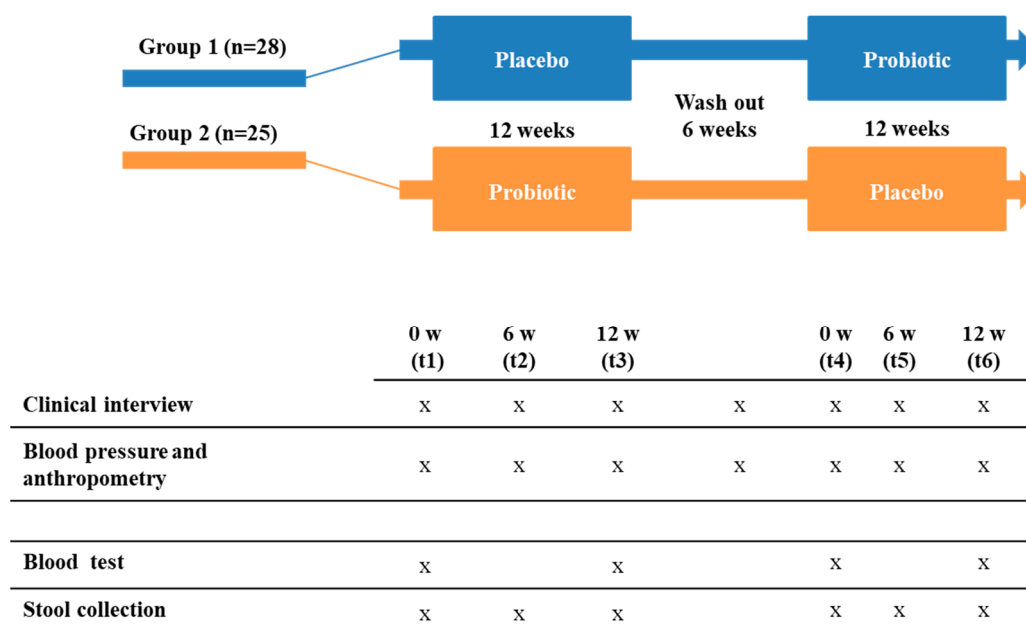 Group 1 (n=28)
Placebo
Probiotic
Wash out
6 weeks
Group 2 (n=25)
12 weeks
12 weeks
Probiotic
Placebo
0 w 6 w 12 w 0 w 6 w 12 w
(t1) (t2) (t3) (t4) (t5) (t6)
Clinical interview x x x x x x x
Blood pressure and
anthropometry x x x x x x x
Blood test x x x x
Stool collection x x x x x x